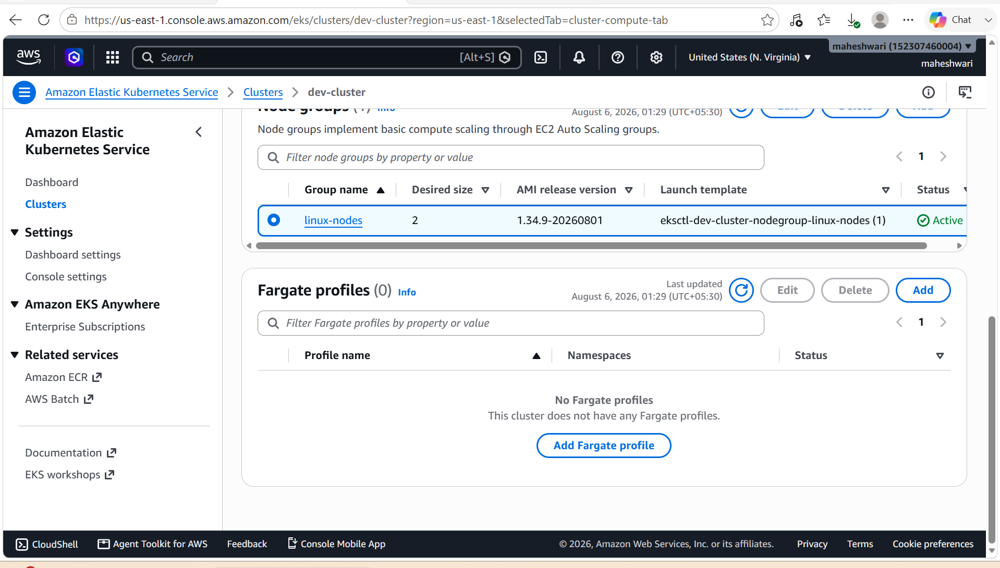 https://us-east-1.console.aws.amazon.com/eks/clusters/dev-cluster?region=us-east-1&selectedTab=cluster-compute-tab
Chat
aws
Search
[Alt+S]
United States (N. Virginia)
maheshwari (152307460004)
maheshwari
Amazon Elastic Kubernetes Service
Clusters
dev-cluster
Amazon Elastic
Kubernetes Service
Dashboard
Clusters
Settings
Dashboard settings
Console settings
Amazon EKS Anywhere
Enterprise Subscriptions
Related services
Amazon ECR
AWS Batch
Documentation
EKS workshops
Node groups (1) Info
August 6, 2026, 01:29 (UTC+05:30)
Edit
Delete
Add
Node groups implement basic compute scaling through EC2 Auto Scaling groups.
Filter node groups by property or value
1
Group name
Desired size
AMI release version
Launch template
Status
linux-nodes
2
1.34.9-20260801
eksctl-dev-cluster-nodegroup-linux-nodes (1)
Active
Fargate profiles (0) Info
Last updated
August 6, 2026, 01:29 (UTC+05:30)
Edit
Delete
Add
Filter Fargate profiles by property or value
1
Profile name
Namespaces
Status
No Fargate profiles
This cluster does not have any Fargate profiles.
Add Fargate profile
CloudShell
Agent Toolkit for AWS
Feedback
Console Mobile App
© 2026, Amazon Web Services, Inc. or its affiliates.
Privacy
Terms
Cookie preferences